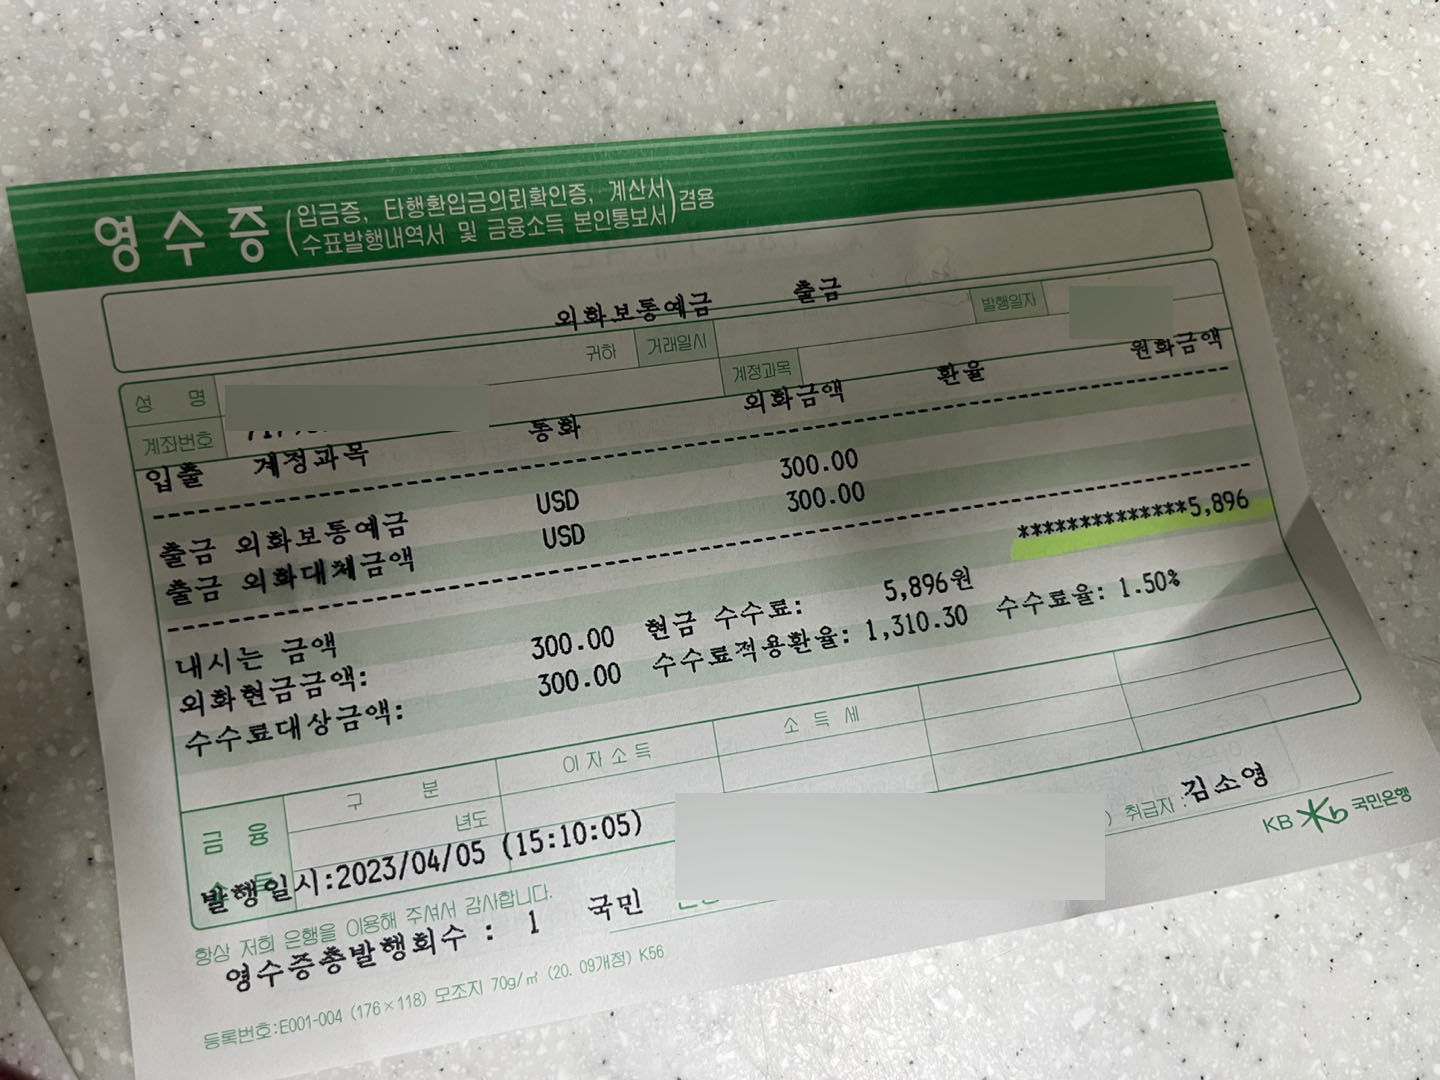 영수증 (입금증, 타행환입금의뢰확인증, 계산서
수표발행내역서 및 금융소득 본인통보서) 겸용
외화보통예금 출금
귀하 거래일시 발행일자
성 명 계정과목
계좌번호
입출 계정과목 통화 외화금액 환율 원화금액
출금 외화보통예금 USD 300.00
출금 외화대체금액 USD 300.00
내시는 금액 **************5,896
외화현금금액: 300.00 현금 수수료: 5,896원
수수료대상금액: 300.00 수수료적용환율: 1,310.30 수수료율: 1.50%
구 분 이자소득 소득세
금융
년도
발행일시:2023/04/05 (15:10:05)
) 취급자 :김소영
항상 저희 은행을 이용해 주셔서 감사합니다.
KB 국민은행
영수증총발행회수 : 1 국민
등록번호:E001-004 (176×118) 모조지 70g/㎡ (20. 09개정) K56